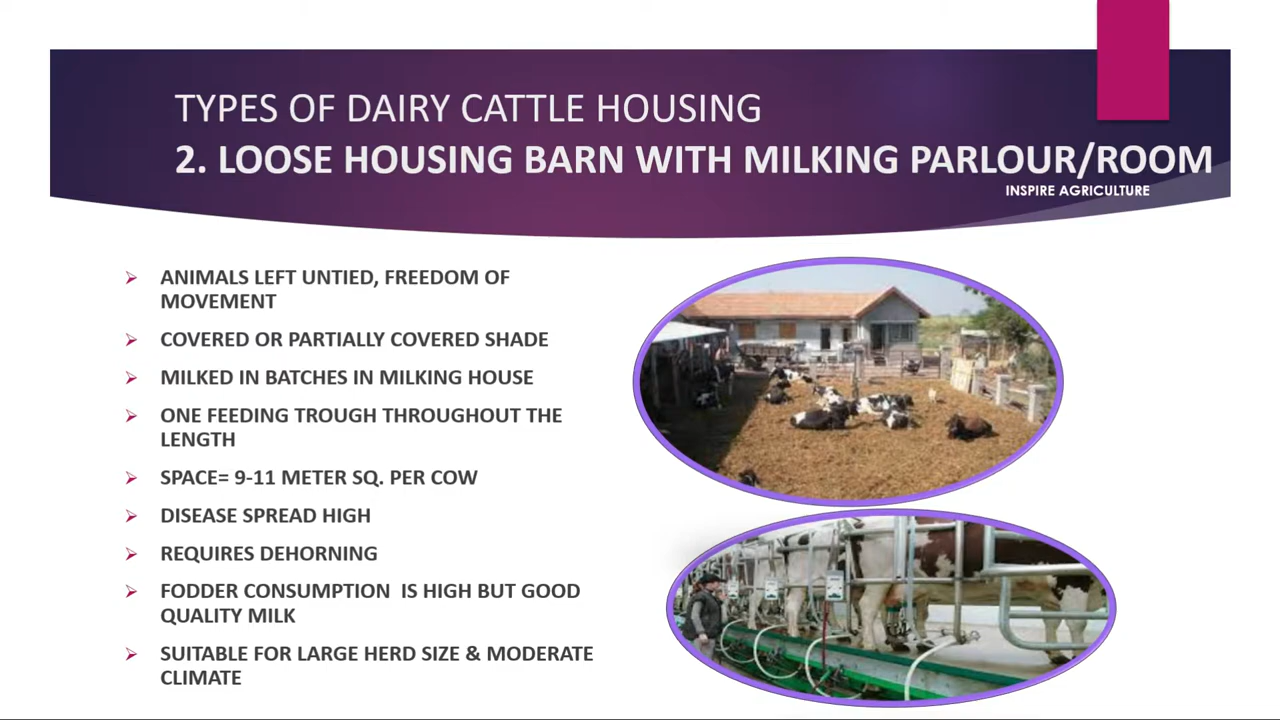 TYPES OF DAIRY CATTLE HOUSING
2. LOOSE HOUSING BARN WITH MILKING PARLOUR/ROOM
INSPIRE AGRICULTURE
ANIMALS LEFT UNTIED, FREEDOM OF
MOVEMENT
COVERED OR PARTIALLY COVERED SHADE
MILKED IN BATCHES IN MILKING HOUSE
ONE FEEDING TROUGH THROUGHOUT THE
LENGTH
SPACE= 9-11 METER SQ. PER COW
DISEASE SPREAD HIGH
REQUIRES DEHORNING
FODDER CONSUMPTION IS HIGH BUT GOOD
QUALITY MILK
SUITABLE FOR LARGE HERD SIZE & MODERATE
CLIMATE